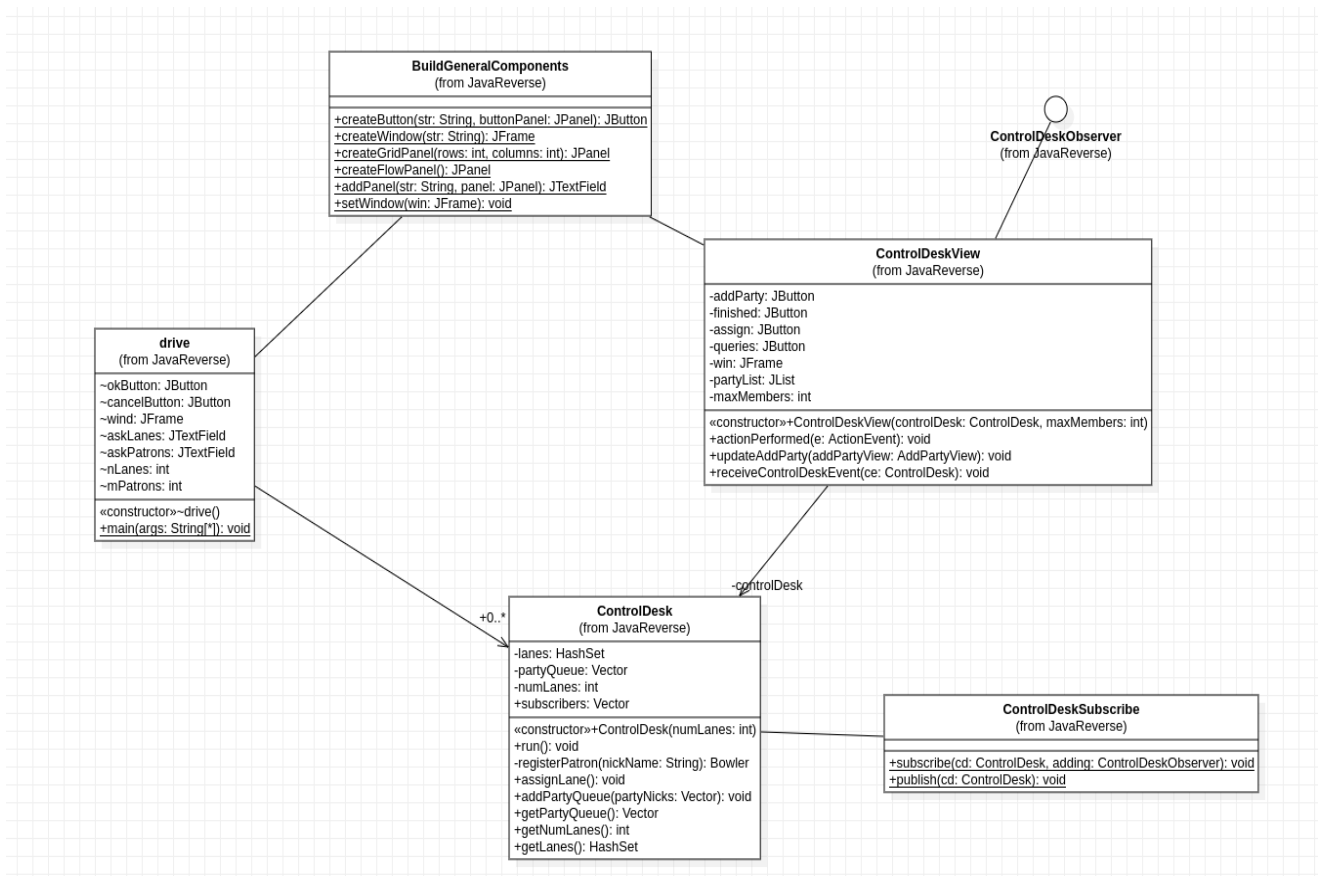 BuildGeneralComponents
(from JavaReverse)
+createButton(str: String, buttonPanel: JPanel): JButton
+createWindow(str: String): JFrame
+createGridPanel(rows: int, columns: int): JPanel
+createFlowPanel(): JPanel
+addPanel(str: String, panel: JPanel): JTextField
+setWindow(win: JFrame): void
ControlDeskObserver
(from JavaReverse)
ControlDeskView
(from JavaReverse)
-addParty: JButton
-finished: JButton
-assign: JButton
-queries: JButton
-win: JFrame
-partyList: JList
-maxMembers: int
«constructor»+ControlDeskView(controlDesk: ControlDesk, maxMembers: int)
+actionPerformed(e: ActionEvent): void
+updateAddParty(addPartyView: AddPartyView): void
+receiveControlDeskEvent(ce: ControlDesk): void
drive
(from JavaReverse)
~okButton: JButton
~cancelButton: JButton
~wind: JFrame
~askLanes: JTextField
~askPatrons: JTextField
~nLanes: int
~mPatrons: int
«constructor»~drive()
+main(args: String[*]): void
-controlDesk
+0..*
ControlDesk
(from JavaReverse)
-lanes: HashSet
-partyQueue: Vector
-numLanes: int
+subscribers: Vector
«constructor»+ControlDesk(numLanes: int)
+run(): void
-registerPatron(nickName: String): Bowler
+assignLane(): void
+addPartyQueue(partyNicks: Vector): void
+getPartyQueue(): Vector
+getNumLanes(): int
+getLanes(): HashSet
ControlDeskSubscribe
(from JavaReverse)
+subscribe(cd: ControlDesk, adding: ControlDeskObserver): void
+publish(cd: ControlDesk): void